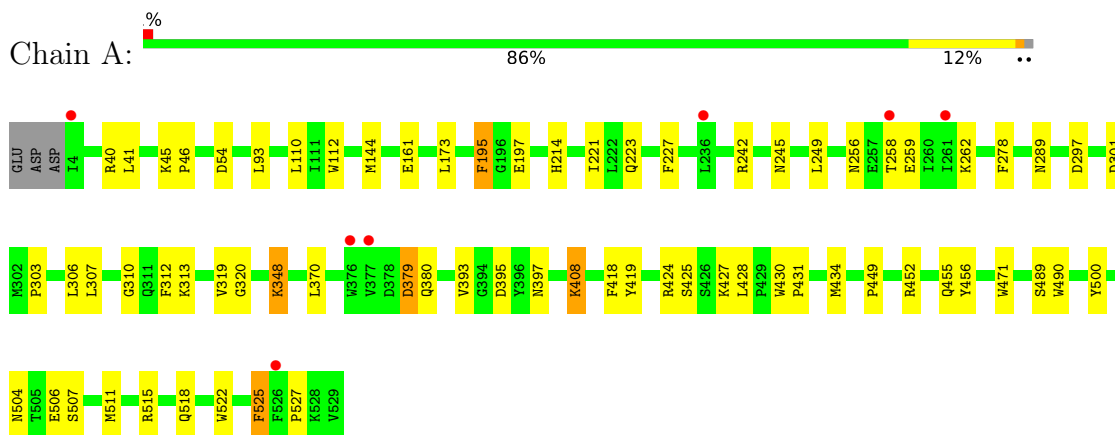 .%
Chain A:
86% 12% ••
GLU ASP ASP I4 R40 L41 K45 P46 D54 L93 L110 I111 W112 M144 E161 L173 F195 G196 E197 H214 I221 L222 Q223 F227 L236 R242 N245 L249 N256 E257 T258 E259 I260 I261 K262 F278 N289 D297
M302 P303 L306 L307 G310 Q311 F312 K313 V319 G320 K348 L370 W376 V377 D378 D379 Q380 V393 G394 D395 Y396 N397 K408 F418 Y419 R424 S425 S426 K427 L428 P429 W430 P431 M434 P449 R452 Q455 Y456 W471 S489 W490 Y500
N504 T505 E506 S507 M511 R515 Q518 W522 F525 F526 P527 K528 V529